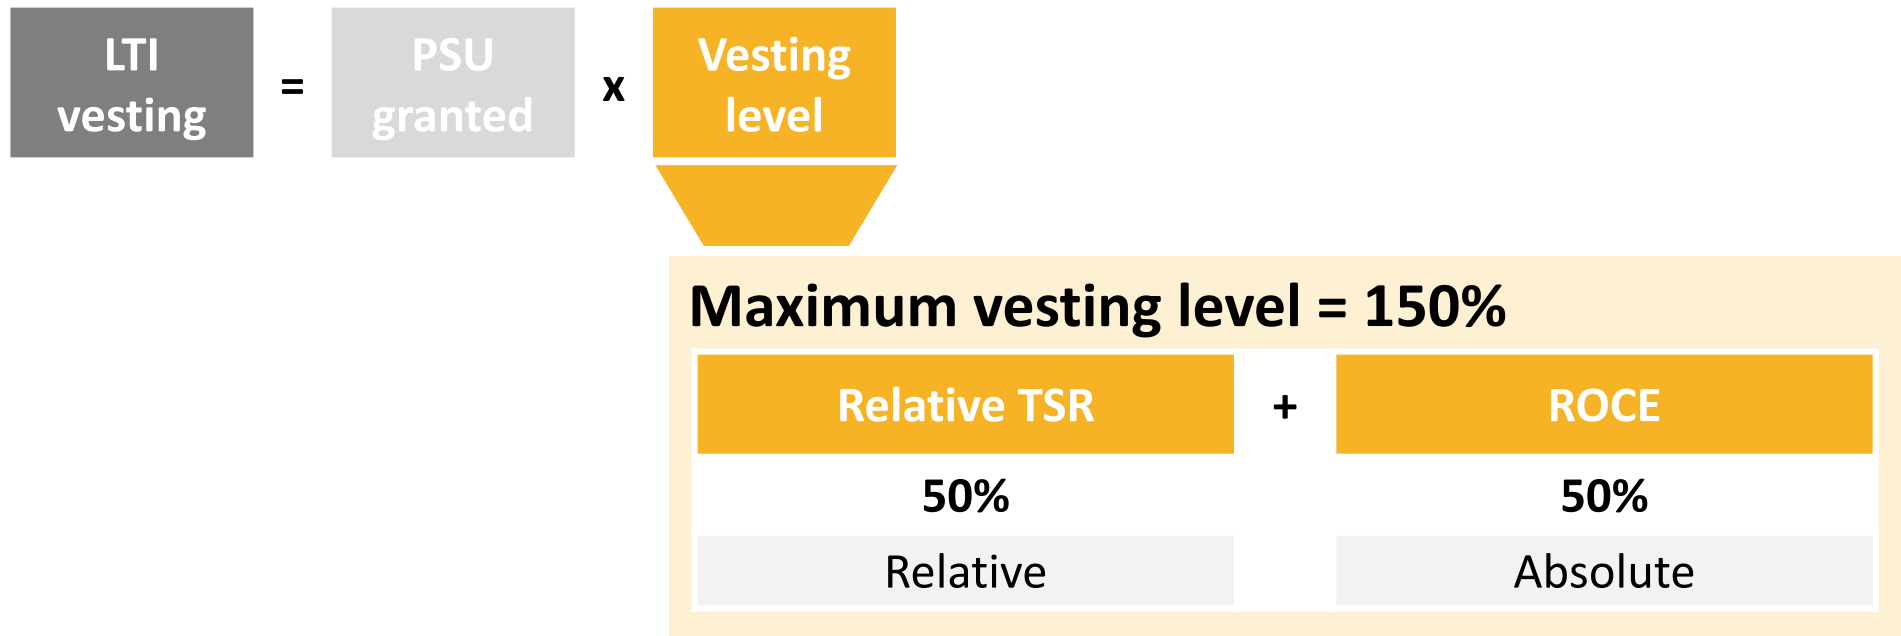 LTI
vesting
=
PSU
granted
x
Vesting
level
Maximum vesting level = 150%
Relative TSR
+
ROCE
50%
50%
Relative
Absolute